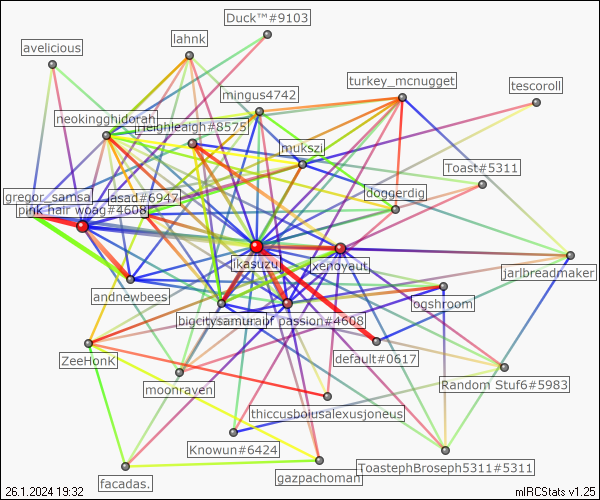 Duck™#9103
lahnk
avelicious
turkey_mcnugget
tescoroll
mingus4742
neokingghidorah
heighleaigh#8575
mukszi
Toast#5311
doggerdig
gregor_samsa
asad#6947
pink hair woag#4608
jkasuzu
xenoyaut
jarlbreadmaker
andnewbees
ogshroom
bigcitysamurai
of passion#4608
default#0617
ZeeHonK
moonraven
Random Stuf6#5983
thiccusboiusalexusjoneus
Knowun#6424
ToastephBroseph5311#5311
facadas.
gazpachoman
26.1.2024 19:32
mIRCStats v1.25